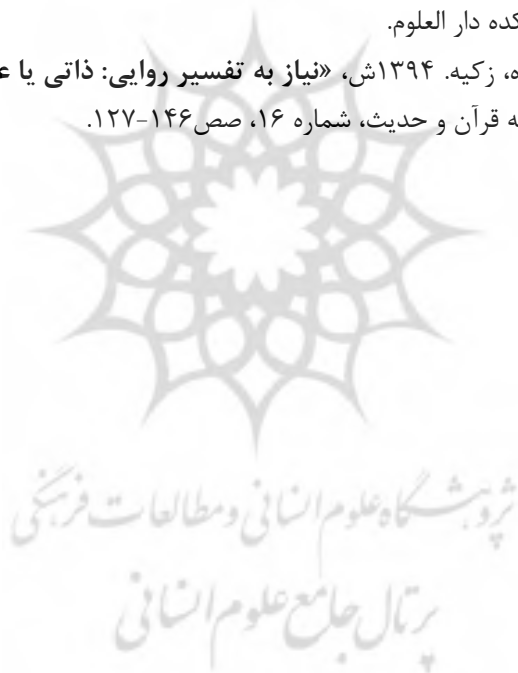 کده دار العلوم.
ه، زکیه. ۱۳۹۴ش، «نیاز به تفسیر روایی: ذاتی یا ع
ه قرآن و حدیث، شماره ۱۶، صص۱۴۶-۱۲۷.
پژوهشگاه علوم انسانی و مطالعات فرهنگی
پرتال جامع علوم انسانی